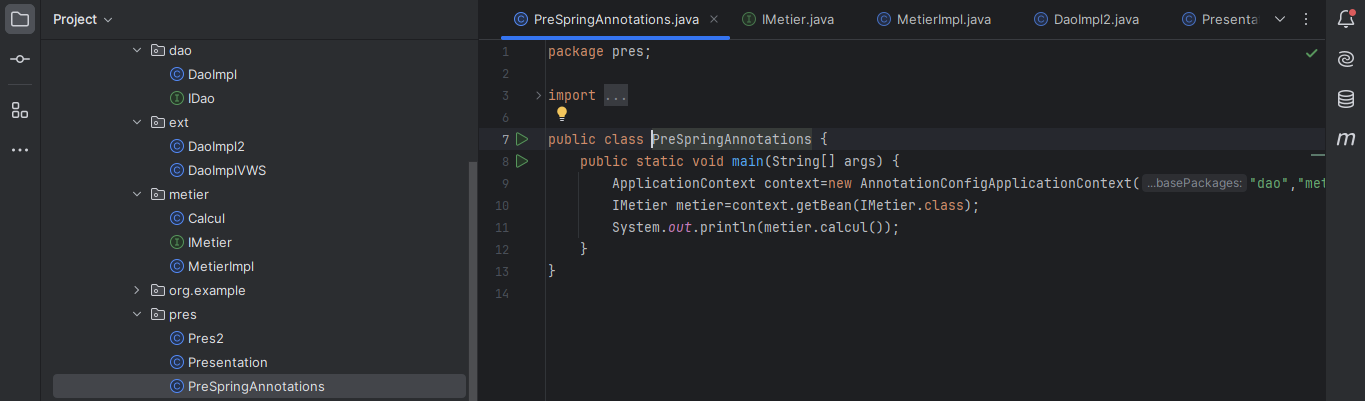 Project
dao
DaoImpl
IDao
ext
DaoImpl2
DaoImplVWS
metier
Calcul
IMetier
MetierImpl
org.example
pres
Pres2
Presentation
PreSpringAnnotations
PreSpringAnnotations.java
IMetier.java
MetierImpl.java
DaoImpl2.java
Presenta
1 package pres;
2
3 import ...
6
7 public class PreSpringAnnotations {
8 public static void main(String[] args) {
9 ApplicationContext context=new AnnotationConfigApplicationContext( ...basePackages: "dao","met
10 IMetier metier=context.getBean(IMetier.class);
11 System.out.println(metier.calcul());
12 }
13 }
14
m